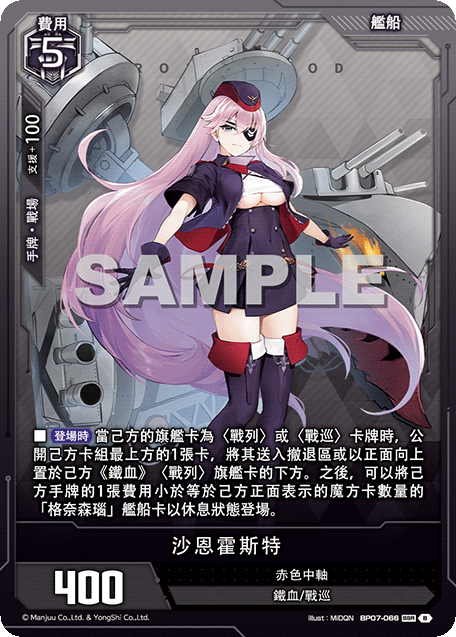 費用
5
艦船
手牌・戰場 支援+100
SAMPLE
■ 登場時 當己方的旗艦卡為〈戰列〉或〈戰巡〉卡牌時，公
開己方卡組最上方的1張卡，將其送入撤退區或以正面向上
置於己方《鐵血》〈戰列〉旗艦卡的下方。之後，可以將己
方手牌的1張費用小於等於己方正面表示的魔方卡數量的
「格奈森瑙」艦船卡以休息狀態登場。
沙恩霍斯特
400
赤色中軸
鐵血/戰巡
© Manjuu Co.,Ltd. & YongShi Co.,Ltd.
Illust：MiDQN BP07-066 SSR B